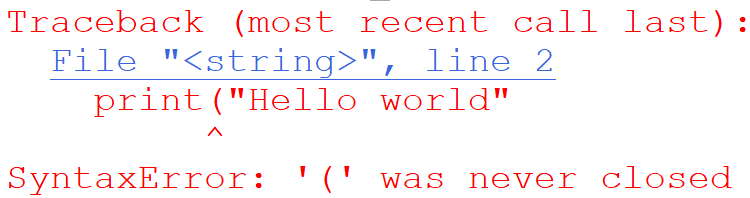 Traceback (most recent call last):
  File "<string>", line 2
    print("Hello world"
         ^
SyntaxError: '(' was never closed